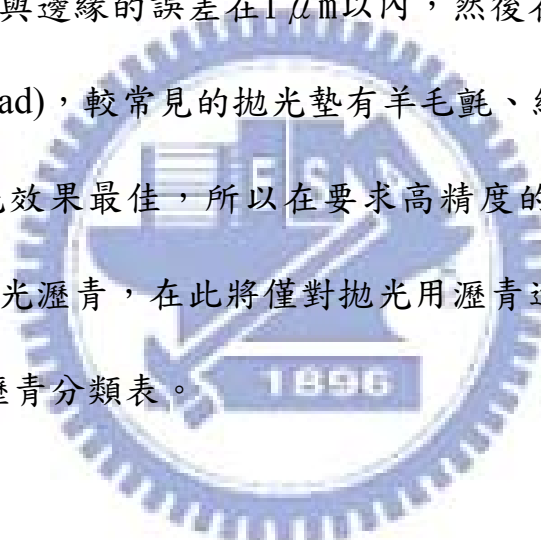 與邊緣的誤差在1μm以內，然後在
ad)，較常見的拋光墊有羊毛氈、
效果最佳，所以在要求高精度的
光瀝青，在此將僅對拋光用瀝青
瀝青分類表。
E S
1896